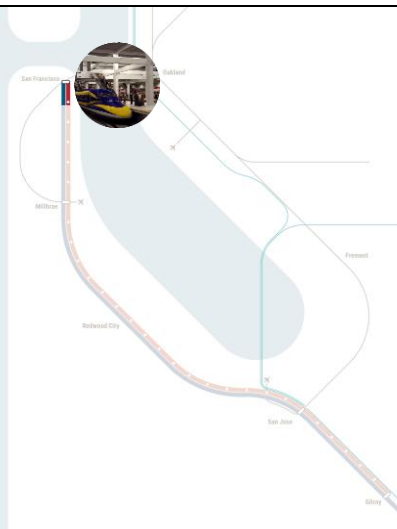 San Francisco
Oakland
Millbrae
Fremont
Redwood City
San Jose
Gilroy